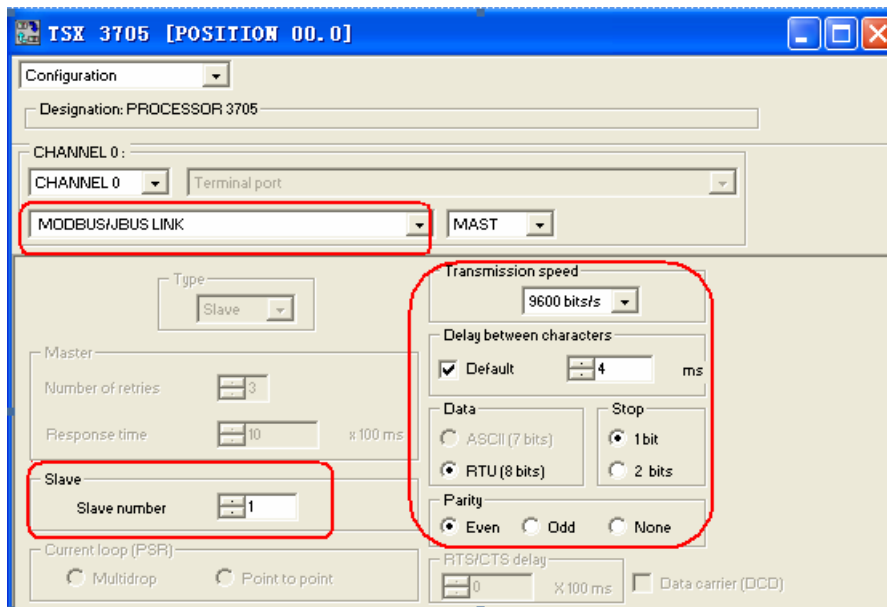 TSX 3705 [POSITION 00.0]
Configuration
Designation: PROCESSOR 3705
CHANNEL 0 :
CHANNEL 0 Terminal port
MODBUS/JBUS LINK MAST
Type
Slave
Transmission speed
9600 bits/s
Delay between characters
Default 4 ms
Master
Number of retries 3
Response time 10 x 100 ms
Data
ASCII (7 bits)
RTU (8 bits)
Stop
1 bit
2 bits
Slave
Slave number 1
Parity
Even Odd None
Current loop (PSR)
Multidrop Point to point
RTS/CTS delay
0 X 100 ms Data carrier (DCD)